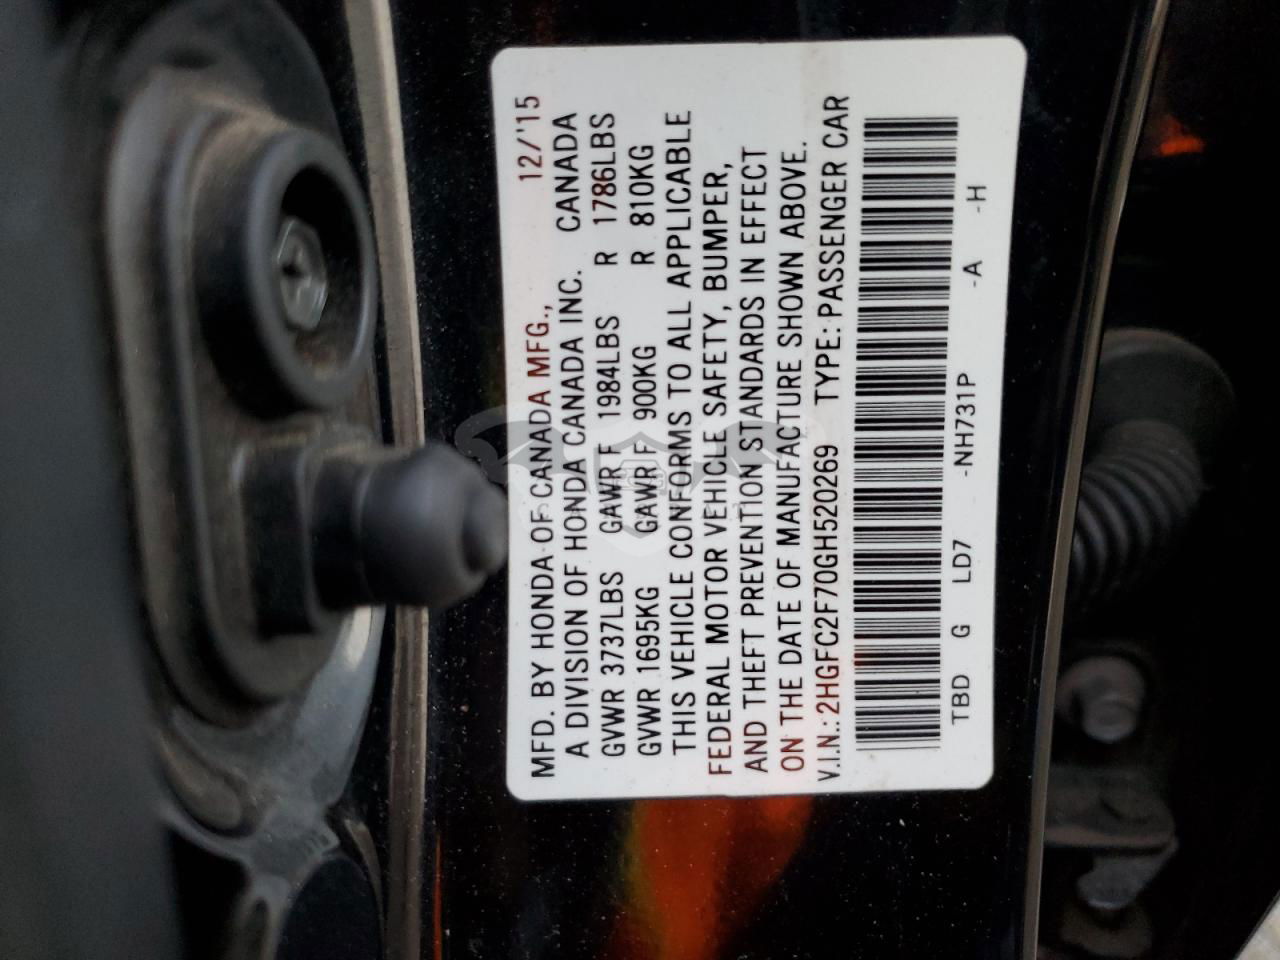 MFD. BY HONDA OF CANADA MFG., 12/'15
A DIVISION OF HONDA CANADA INC. CANADA
GVWR 3737LBS GAWR F 1984LBS R 1786LBS
GVWR 1695KG GAWR F 900KG R 810KG
THIS VEHICLE CONFORMS TO ALL APPLICABLE
FEDERAL MOTOR VEHICLE SAFETY, BUMPER,
AND THEFT PREVENTION STANDARDS IN EFFECT
ON THE DATE OF MANUFACTURE SHOWN ABOVE.
V.I.N.: 2HGFC2F70GH520269 TYPE: PASSENGER CAR
TBD G LD7 -NH731P -A -H